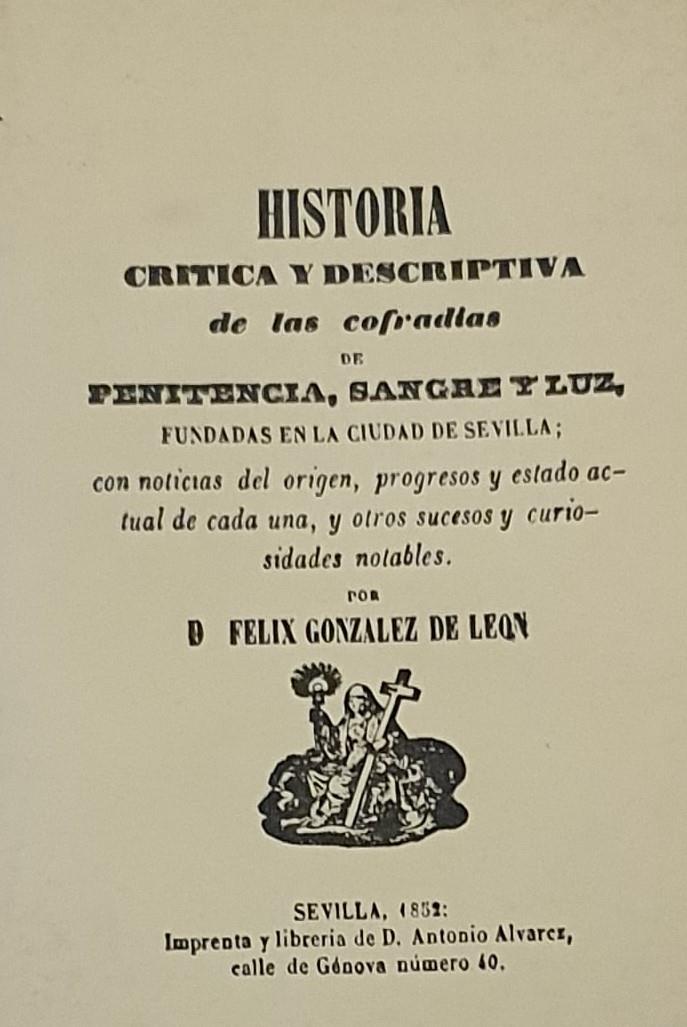 HISTORIA
CRITICA Y DESCRIPTIVA
de las cofradias
DE
PENITENCIA, SANGRE Y LUZ,
FUNDADAS EN LA CIUDAD DE SEVILLA;
con noticias del origen, progresos y estado ac-
tual de cada una, y otros sucesos y curio-
sidades notables.
POR
D FELIX GONZALEZ DE LEON
SEVILLA, 1852:
Imprenta y libreria de D. Antonio Alvarez,
calle de Génova número 40.